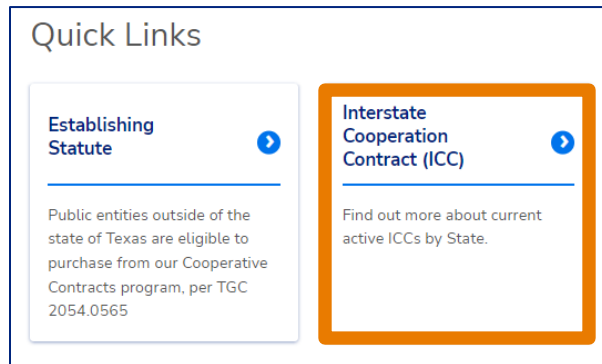 Quick Links
Establishing
Statute
Public entities outside of the
state of Texas are eligible to
purchase from our Cooperative
Contracts program, per TGC
2054.0565
Interstate
Cooperation
Contract (ICC)
Find out more about current
active ICCs by State.